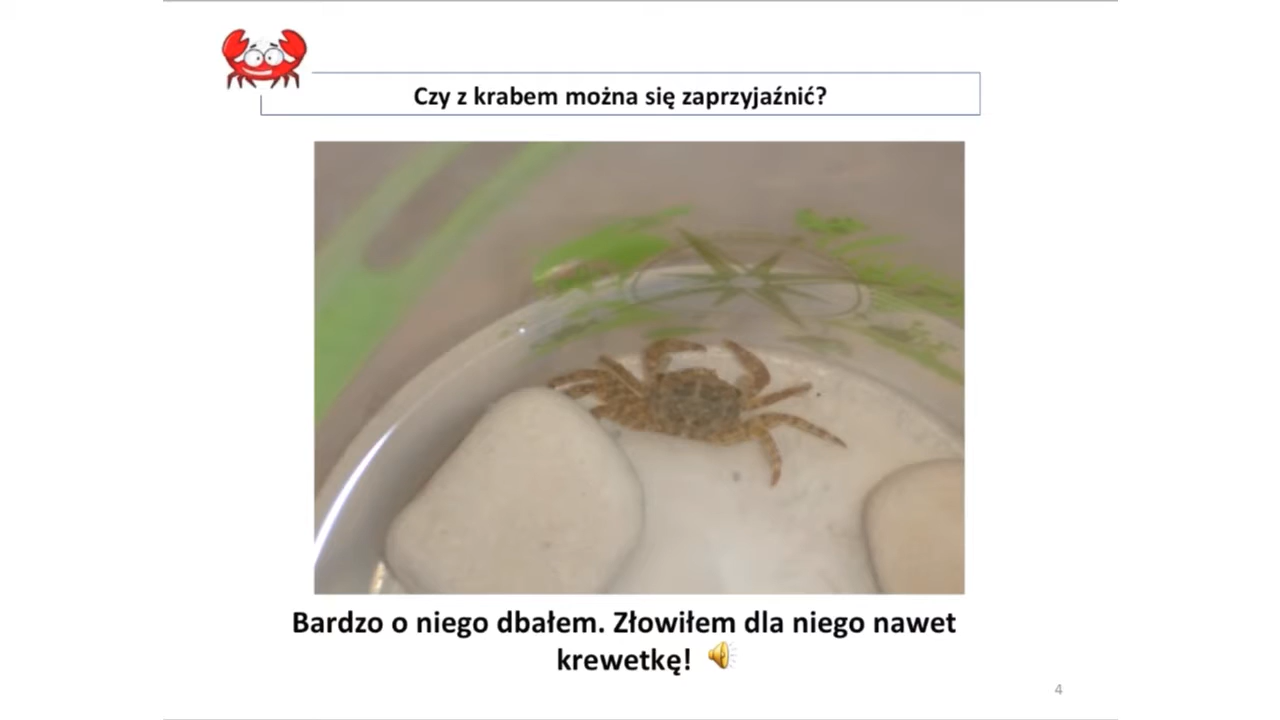 Czy z krabem można się zaprzyjaźnić?
Bardzo o niego dbałem. Złowiłem dla niego nawet
krewetkę!
4